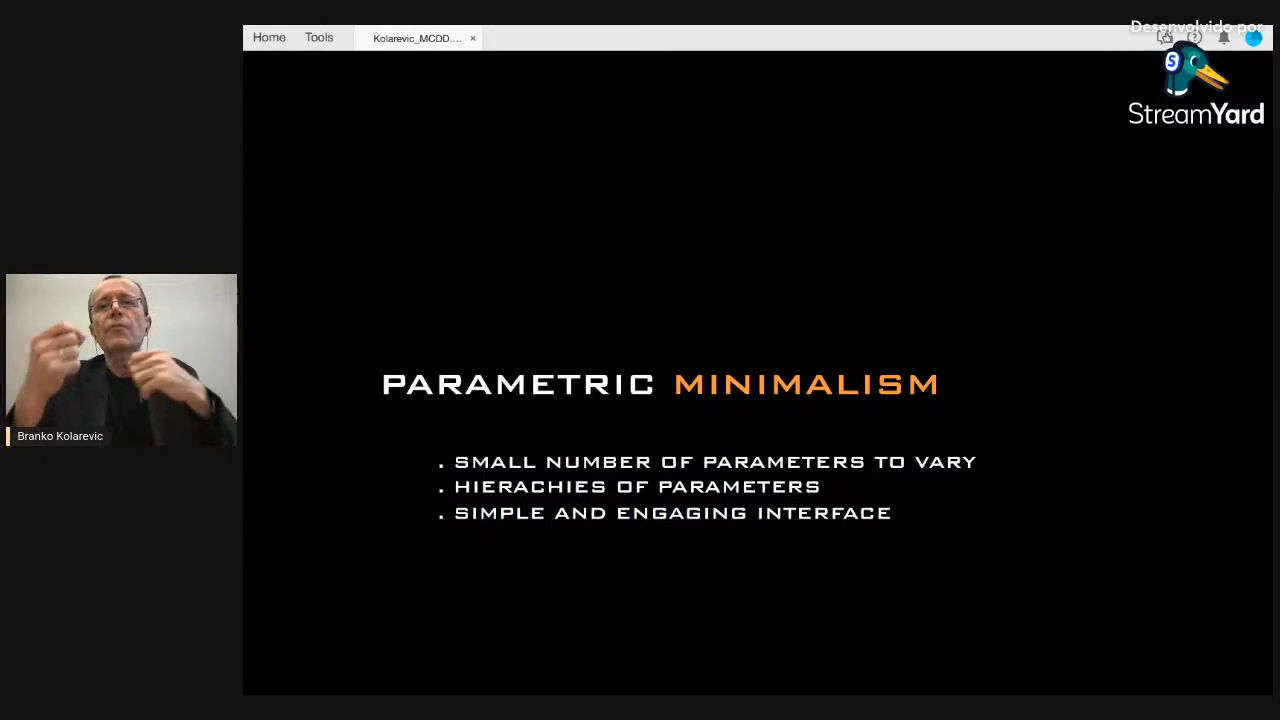 Home Tools Kolarevic_MCDD.... ×
Desenvolvido por
S
StreamYard
PARAMETRIC MINIMALISM
. SMALL NUMBER OF PARAMETERS TO VARY
. HIERACHIES OF PARAMETERS
. SIMPLE AND ENGAGING INTERFACE
Branko Kolarevic